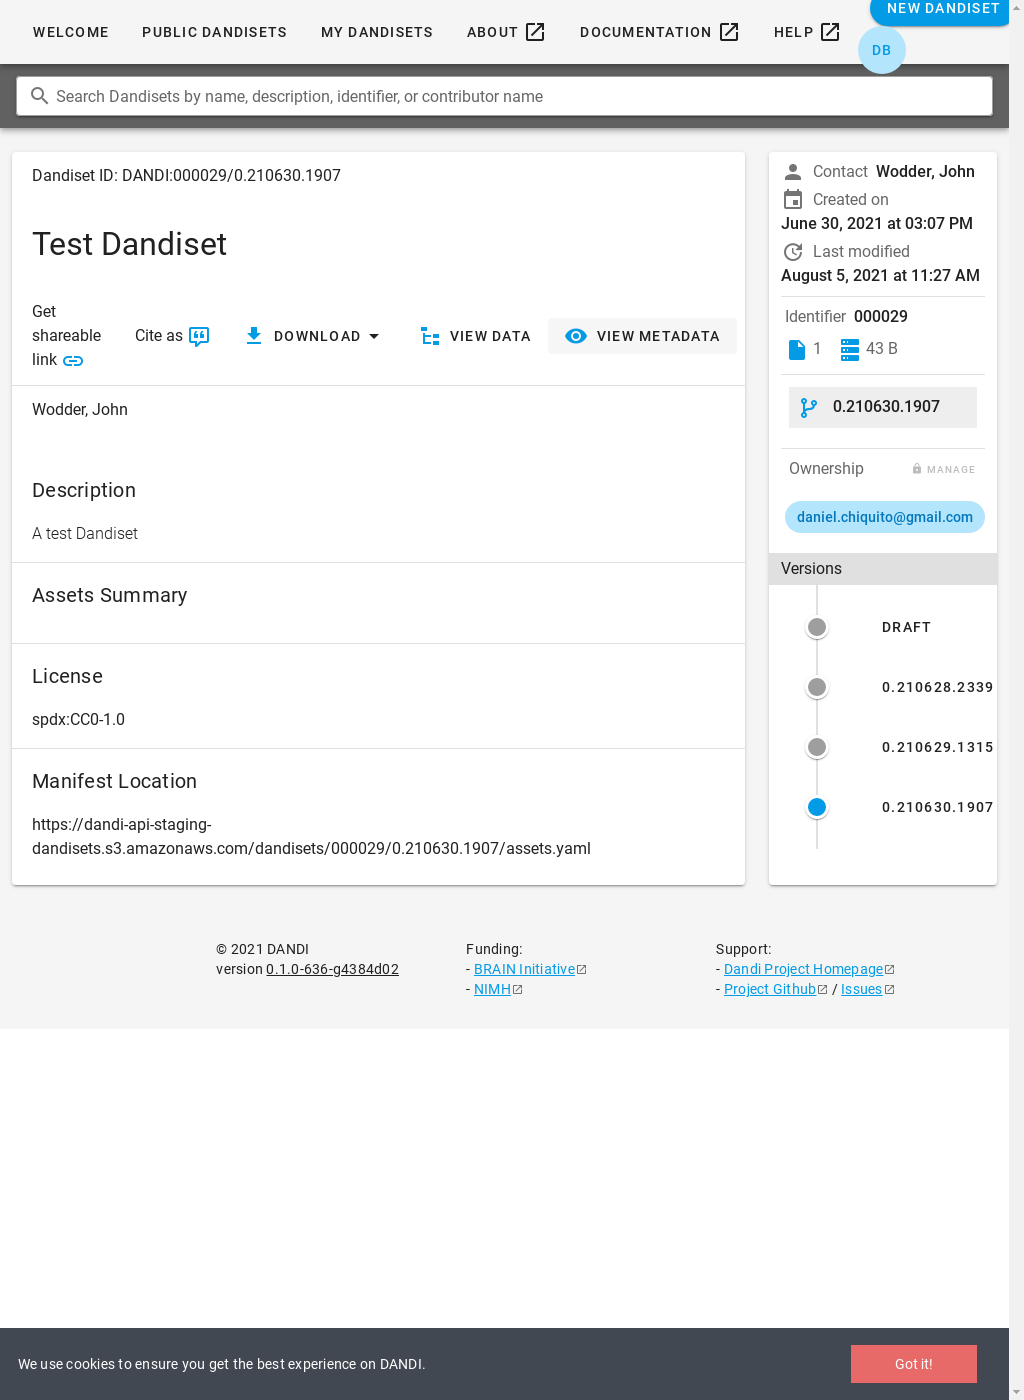 NEW DANDISET
WELCOME PUBLIC DANDISETS MY DANDISETS ABOUT DOCUMENTATION HELP
DB
Search Dandisets by name, description, identifier, or contributor name
Dandiset ID: DANDI:000029/0.210630.1907
Test Dandiset
Get shareable link
Cite as
DOWNLOAD
VIEW DATA
VIEW METADATA
Wodder, John
Description
A test Dandiset
Assets Summary
License
spdx:CC0-1.0
Manifest Location
https://dandi-api-staging-
dandisets.s3.amazonaws.com/dandisets/000029/0.210630.1907/assets.yaml
Contact Wodder, John
Created on
June 30, 2021 at 03:07 PM
Last modified
August 5, 2021 at 11:27 AM
Identifier 000029
1 43 B
0.210630.1907
Ownership MANAGE
daniel.chiquito@gmail.com
Versions
DRAFT
0.210628.2339
0.210629.1315
0.210630.1907
© 2021 DANDI
version 0.1.0-636-g4384d02
Funding:
- BRAIN Initiative
- NIMH
Support:
- Dandi Project Homepage
- Project Github / Issues
We use cookies to ensure you get the best experience on DANDI.
Got it!